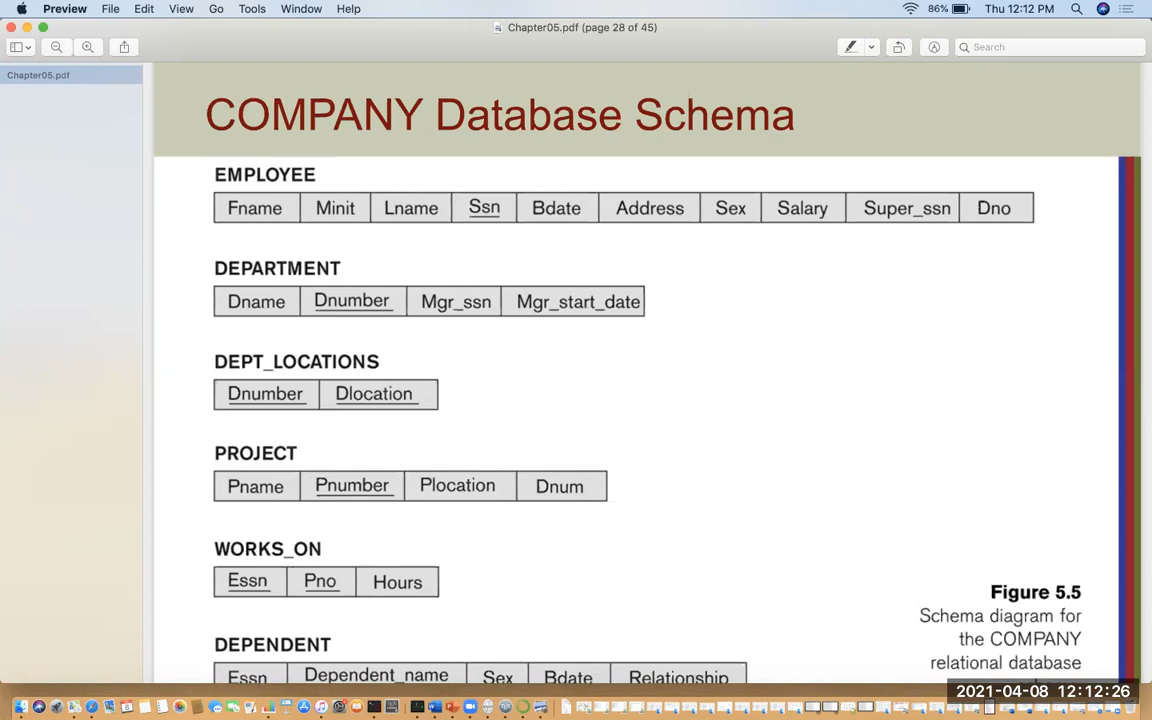 Preview File Edit View Go Tools Window Help 86% Thu 12:12 PM
Chapter05.pdf (page 28 of 45)
Search
Chapter05.pdf
COMPANY Database Schema
EMPLOYEE
Fname Minit Lname Ssn Bdate Address Sex Salary Super_ssn Dno
DEPARTMENT
Dname Dnumber Mgr_ssn Mgr_start_date
DEPT_LOCATIONS
Dnumber Dlocation
PROJECT
Pname Pnumber Plocation Dnum
WORKS_ON
Essn Pno Hours
Figure 5.5
Schema diagram for
the COMPANY
relational database
DEPENDENT
Essn Dependent_name Sex Bdate Relationship
2021-04-08 12:12:26